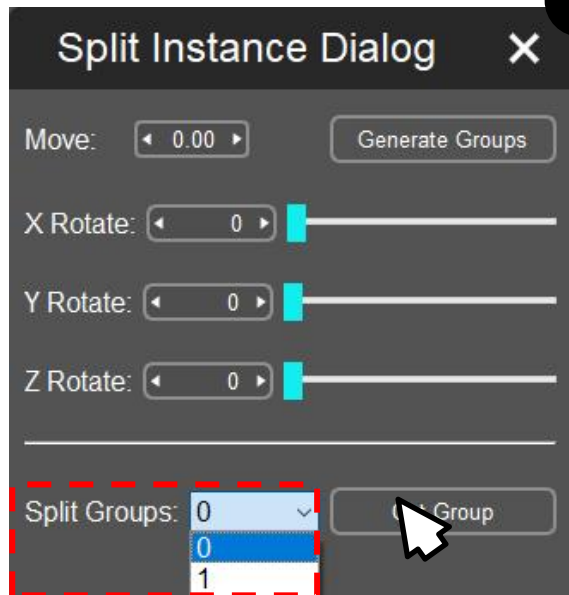 Split Instance Dialog
Move: 0.00 Generate Groups
X Rotate: 0
Y Rotate: 0
Z Rotate: 0
Split Groups: 0 Group
0
1